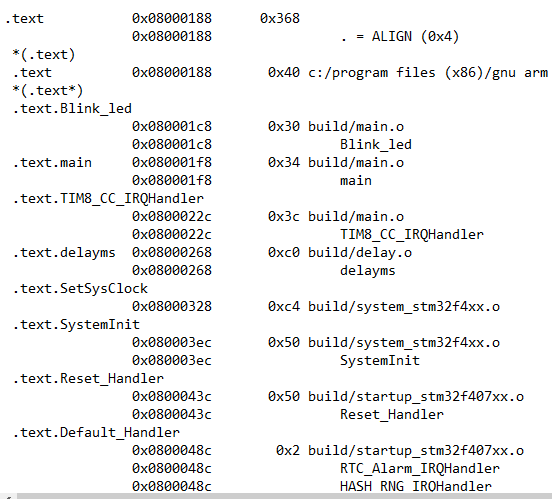 .text           0x08000188      0x368
                0x08000188                . = ALIGN (0x4)
 *(.text)
 .text          0x08000188       0x40 c:/program files (x86)/gnu arm
 *(.text*)
 .text.Blink_led
                0x080001c8       0x30 build/main.o
                0x080001c8                Blink_led
 .text.main     0x080001f8       0x34 build/main.o
                0x080001f8                main
 .text.TIM8_CC_IRQHandler
                0x0800022c       0x3c build/main.o
                0x0800022c                TIM8_CC_IRQHandler
 .text.delayms  0x08000268       0xc0 build/delay.o
                0x08000268                delayms
 .text.SetSysClock
                0x08000328       0xc4 build/system_stm32f4xx.o
 .text.SystemInit
                0x080003ec       0x50 build/system_stm32f4xx.o
                0x080003ec                SystemInit
 .text.Reset_Handler
                0x0800043c       0x50 build/startup_stm32f407xx.o
                0x0800043c                Reset_Handler
 .text.Default_Handler
                0x0800048c        0x2 build/startup_stm32f407xx.o
                0x0800048c                RTC_Alarm_IRQHandler
                0x0800048c                HASH_RNG_IRQHandler